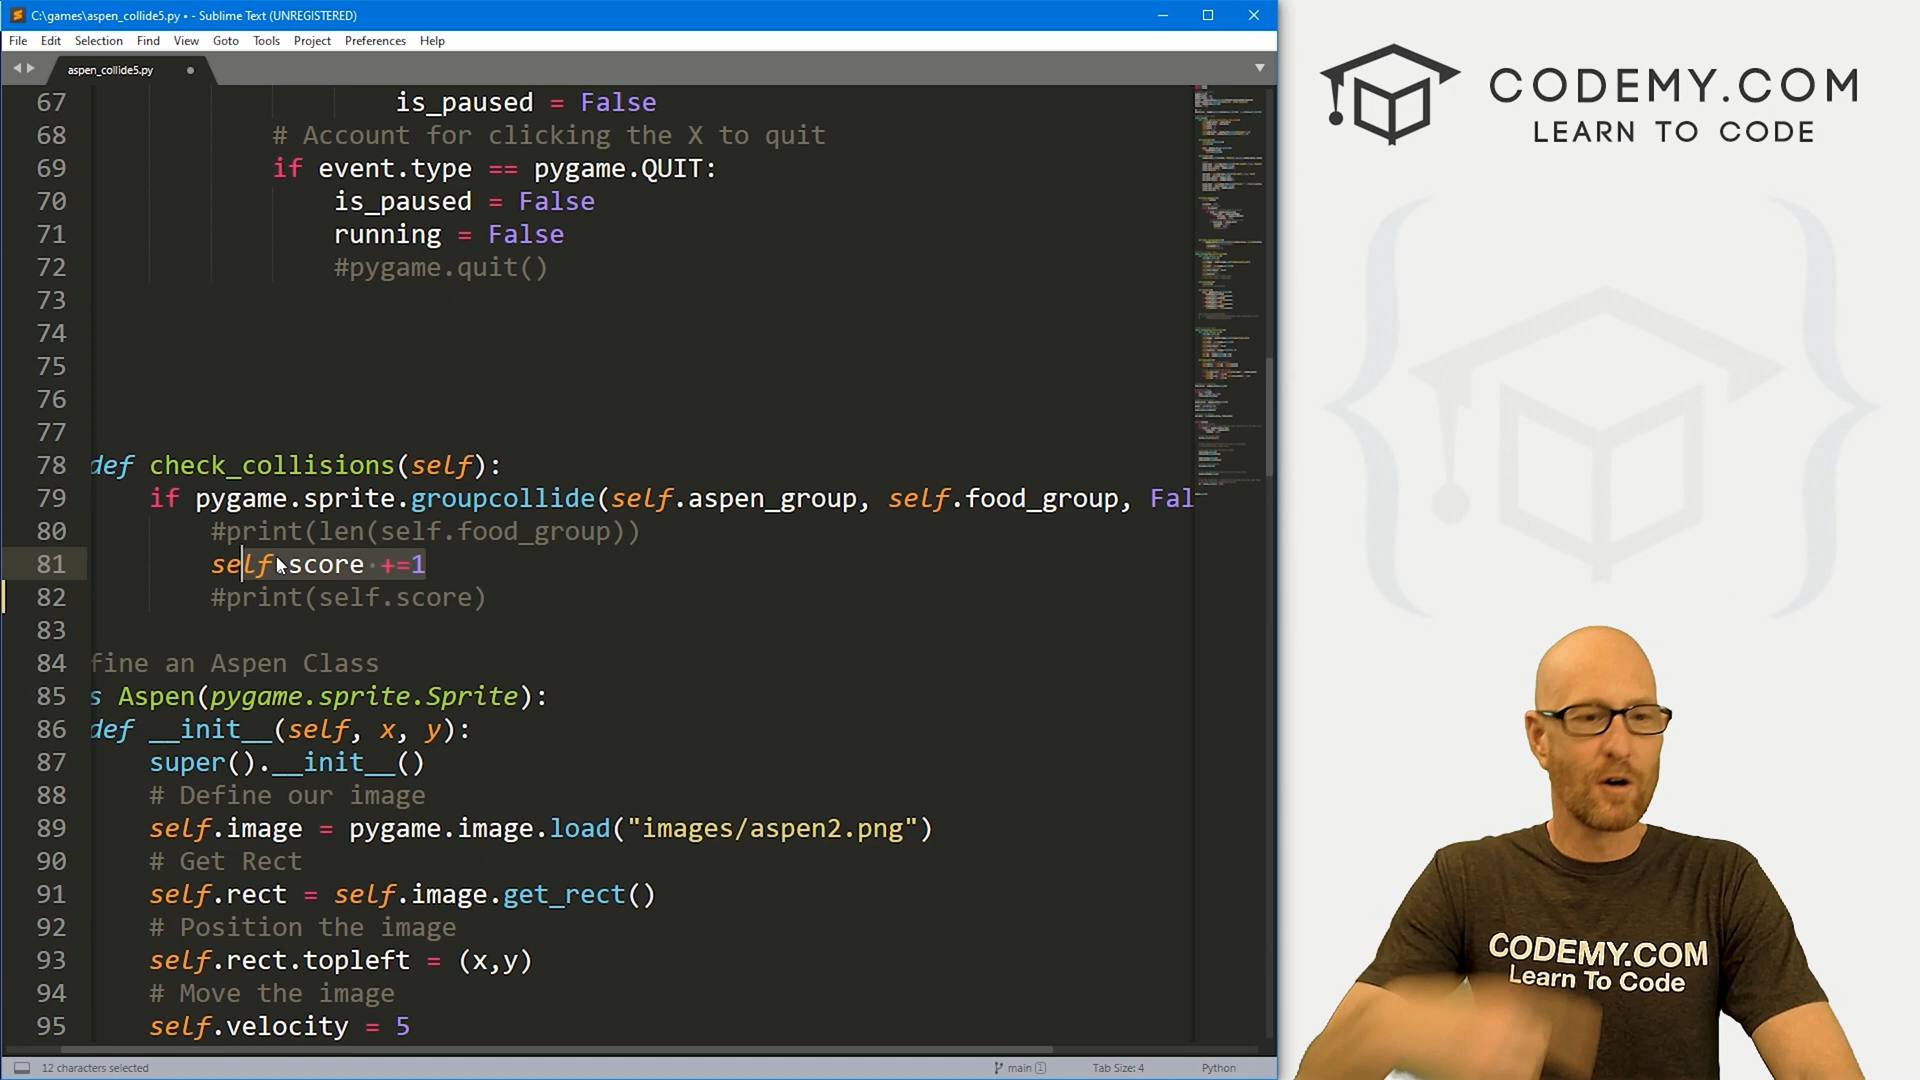 C:\games\aspen_collide5.py • - Sublime Text (UNREGISTERED)
File Edit Selection Find View Goto Tools Project Preferences Help
aspen_collide5.py
67 is_paused = False
68 # Account for clicking the X to quit
69 if event.type == pygame.QUIT:
70 is_paused = False
71 running = False
72 #pygame.quit()
73
74
75
76
77
78 def check_collisions(self):
79 if pygame.sprite.groupcollide(self.aspen_group, self.food_group, Fal
80 #print(len(self.food_group))
81 self.score +=1
82 #print(self.score)
83
84 fine an Aspen Class
85 s Aspen(pygame.sprite.Sprite):
86 def __init__(self, x, y):
87 super().__init__()
88 # Define our image
89 self.image = pygame.image.load("images/aspen2.png")
90 # Get Rect
91 self.rect = self.image.get_rect()
92 # Position the image
93 self.rect.topleft = (x,y)
94 # Move the image
95 self.velocity = 5
12 characters selected
main 1
Tab Size: 4
Python
CODEMY.COM
LEARN TO CODE
CODEMY.COM
Learn To Code